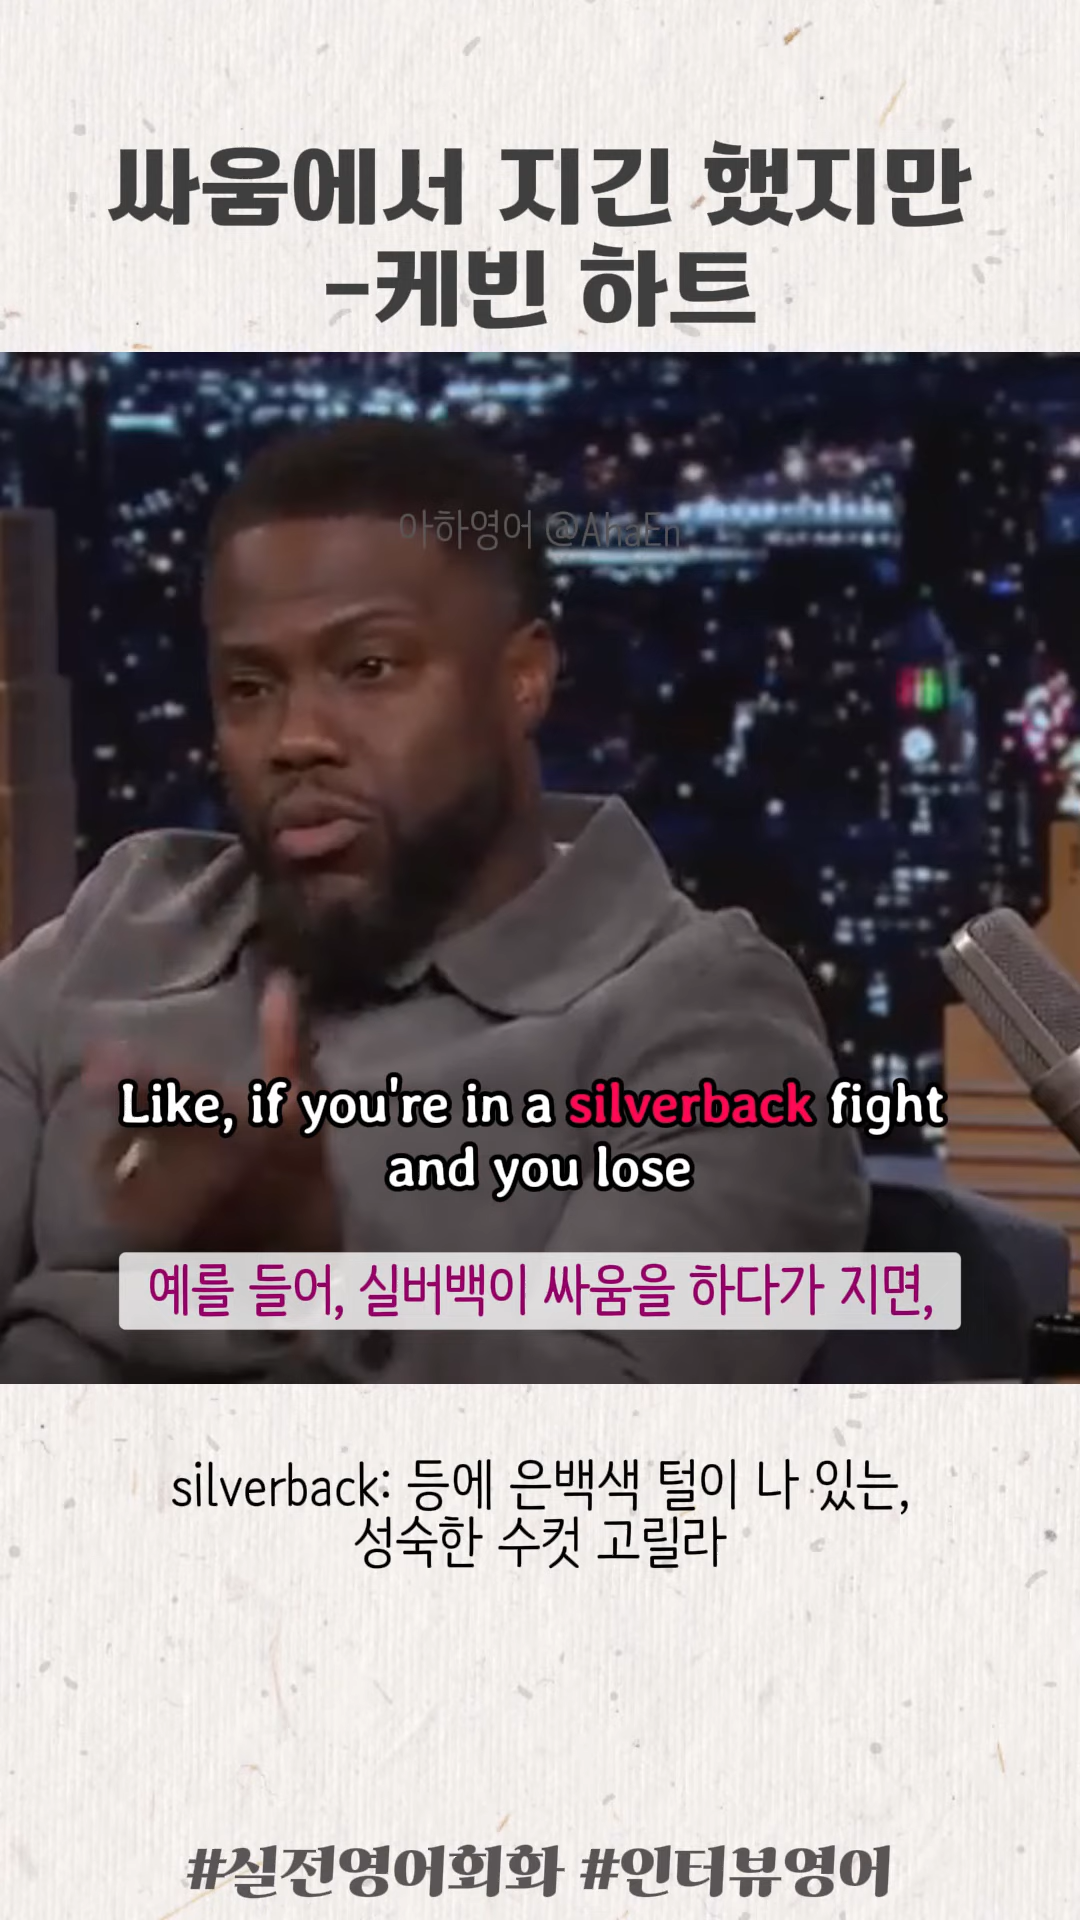 싸움에서 지긴 했지만
-케빈 하트
아하영어 @AhaEn
Like, if you're in a silverback fight
and you lose
예를 들어, 실버백이 싸움을 하다가 지면,
silverback: 등에 은백색 털이 나 있는,
성숙한 수컷 고릴라
#실전영어회화 #인터뷰영어